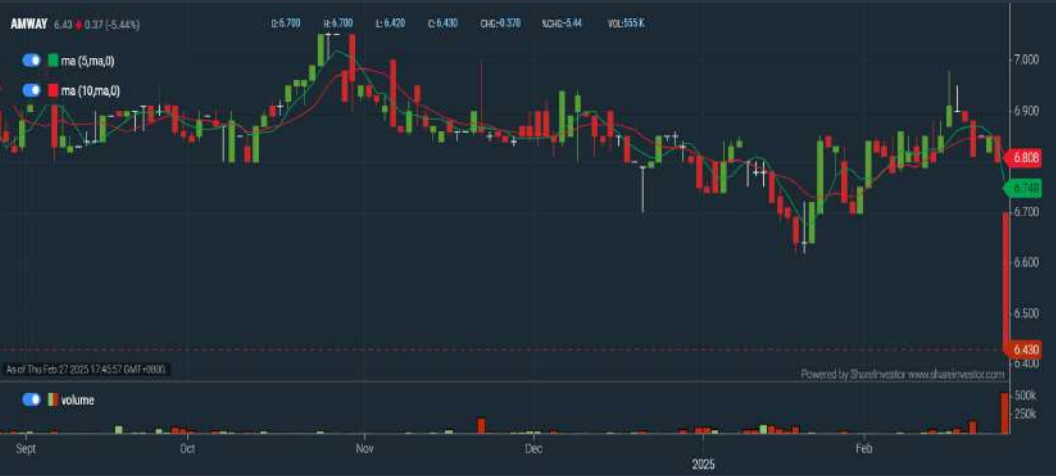 AMWAY 6.43 0.37 (-5.44%) O:6.700 H:6.700 L:6.420 C:6.430 CHG:-0.370 %CHG:-5.44 VOL:555 K
ma (5,ma,0)
ma (10,ma,0)
7.000
6.900
6.808
6.748
6.700
6.600
6.500
6.430
6.400
As of Thu Feb 27 2025 17:45:57 GMT+0800
Powered by ShareInvestor www.shareinvestor.com
volume
500k
250k
Sept Oct Nov Dec 2025 Feb